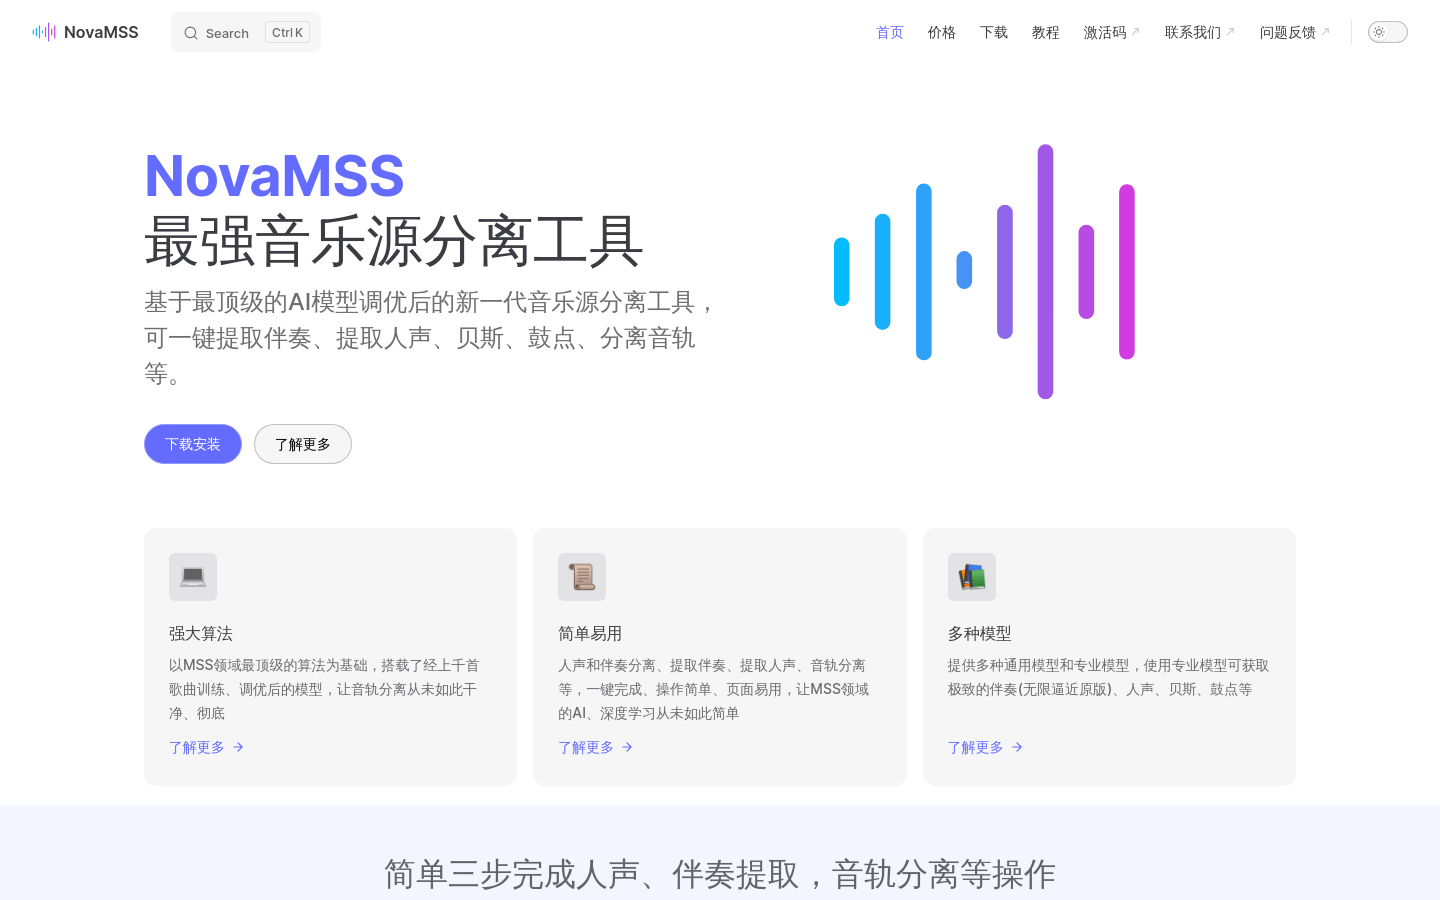 NovaMSS
Search
Ctrl K
首页
价格
下载
教程
激活码
联系我们
问题反馈
NovaMSS
最强音乐源分离工具
基于最顶级的AI模型调优后的新一代音乐源分离工具，
可一键提取伴奏、提取人声、贝斯、鼓点、分离音轨
等。
下载安装
了解更多
强大算法
以MSS领域最顶级的算法为基础，搭载了经上千首
歌曲训练、调优后的模型，让音轨分离从未如此干
净、彻底
了解更多
简单易用
人声和伴奏分离、提取伴奏、提取人声、音轨分离
等，一键完成、操作简单、页面易用，让MSS领域
的AI、深度学习从未如此简单
了解更多
多种模型
提供多种通用模型和专业模型，使用专业模型可获取
极致的伴奏(无限逼近原版)、人声、贝斯、鼓点等
了解更多
简单三步完成人声、伴奏提取，音轨分离等操作